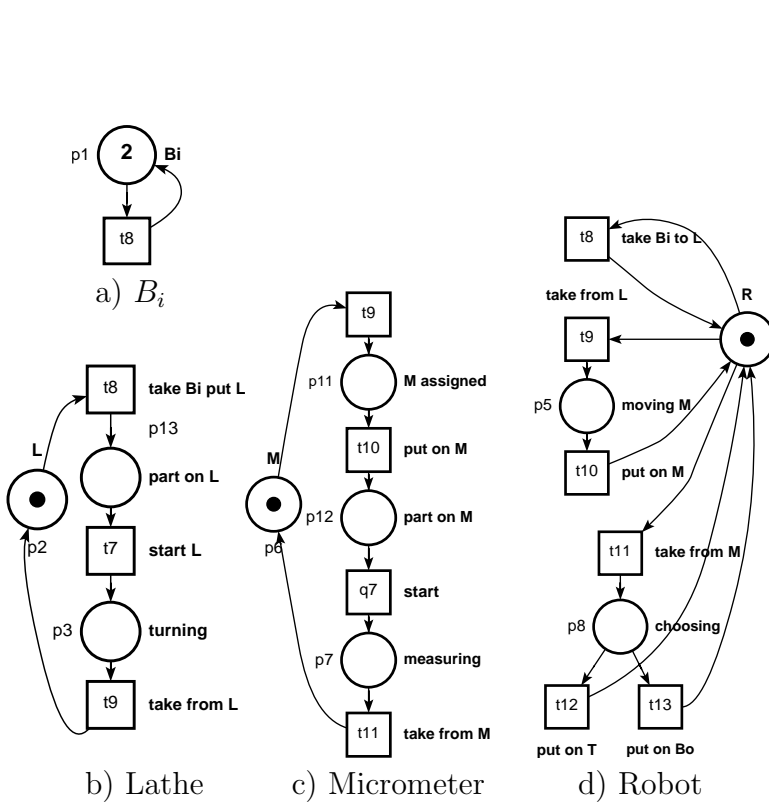 p1 2 Bi
t8
a) Bᵢ
t8 take Bi put L
p13
L
part on L
p2
t7 start L
p3 turning
t9 take from L
b) Lathe
t9
p11 M assigned
t10 put on M
M
p12 part on M
p6
q7 start
p7 measuring
t11 take from M
c) Micrometer
t8 take Bi to L
take from L
R
t9
p5 moving M
t10 put on M
t11 take from M
p8 choosing
t12 t13
put on T put on Bo
d) Robot